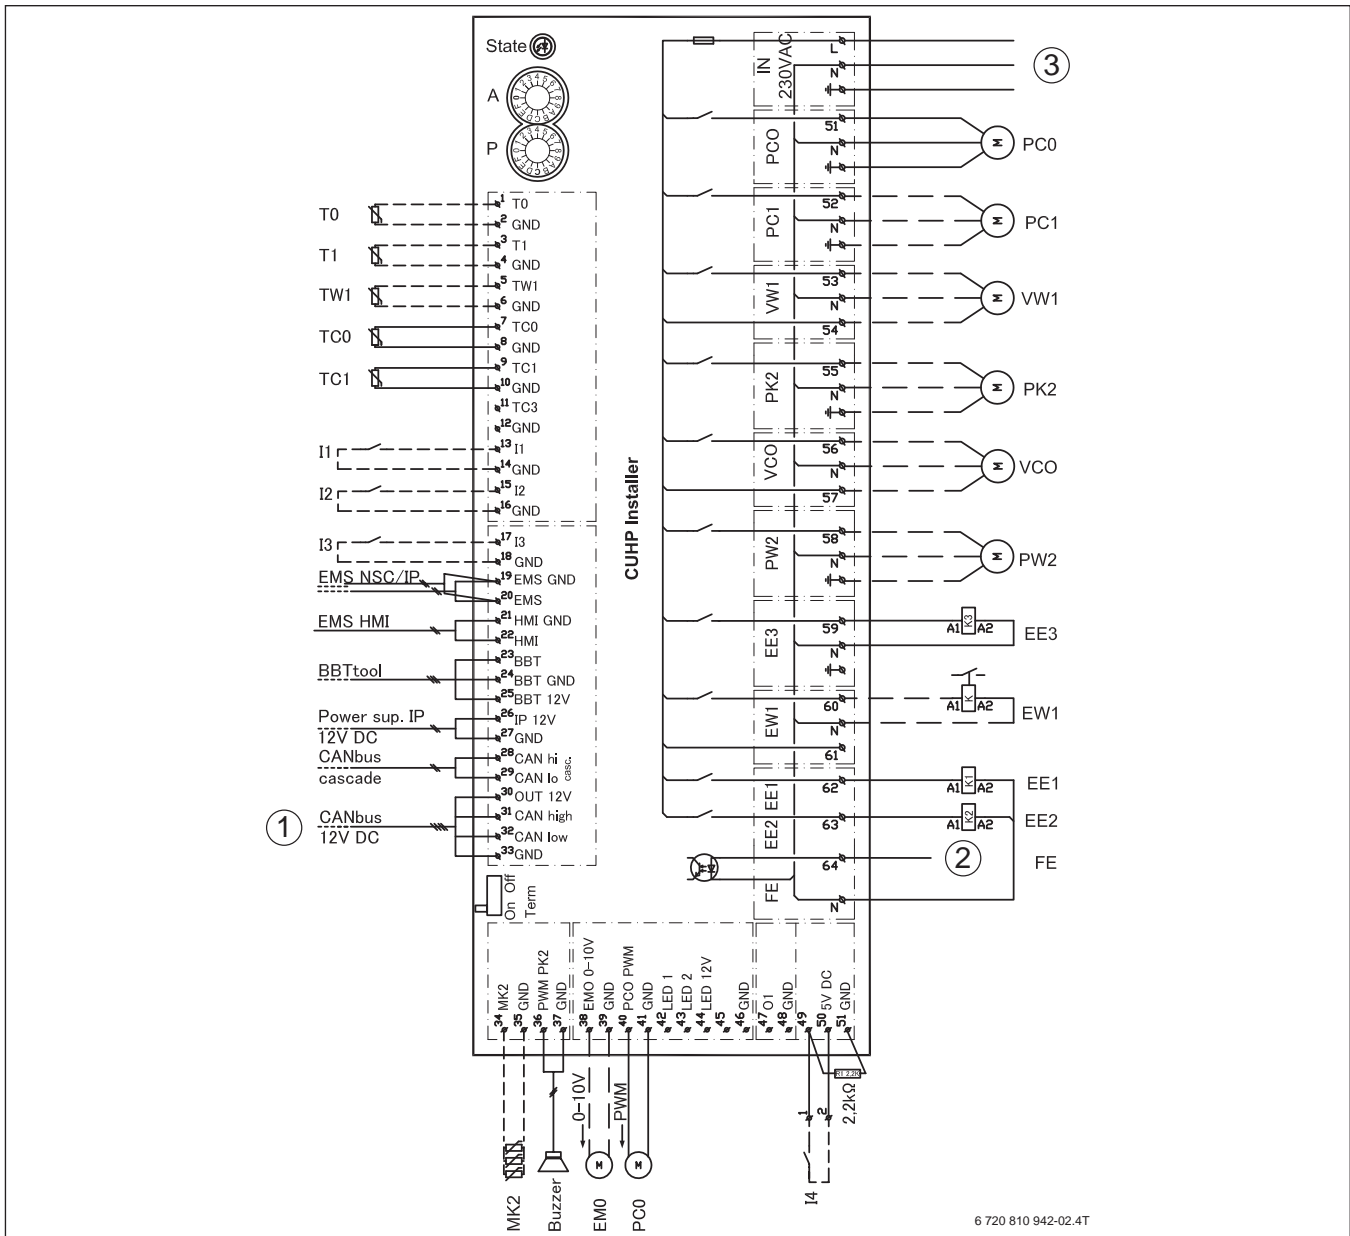 State
A
P
T0
T1
TW1
TC0
TC1
I1
I2
I3
EMS NSC/IP
EMS HMI
BBTtool
Power sup. IP
12V DC
CANbus
cascade
1
CANbus
12V DC
1 T0
2 GND
3 T1
4 GND
5 TW1
6 GND
7 TC0
8 GND
9 TC1
10 GND
11 TC3
12 GND
13 I1
14 GND
15 I2
16 GND
17 I3
18 GND
19 EMS GND
20 EMS
21 HMI GND
22 HMI
23 BBT
24 BBT GND
25 BBT 12V
26 IP 12V
27 GND
28 CAN hi
29 CAN lo
casc.
30 OUT 12V
31 CAN high
32 CAN low
33 GND
On Off
Term
CUHP Installer
IN
230VAC
L
N
3
PCO
51
N
M
PC0
PC1
52
N
M
PC1
VW1
53
N
54
M
VW1
PK2
55
N
M
PK2
VCO
56
N
57
M
VCO
PW2
58
N
M
PW2
EE3
59
N
A1 K3 A2
EE3
EW1
60
N
61
A1 K A2
EW1
EE1
62
A1 K1 A2
EE1
EE2
63
A1 K2 A2
EE2
FE
64
N
2
FE
34 MK2
35 GND
36 PWM PK2
37 GND
38 EMO 0-10V
39 GND
40 PCO PWM
41 GND
42 LED 1
43 LED 2
44 LED 12V
45
46 GND
47 O1
48 GND
49
50 5V DC
51 GND
R1 2.2K
2,2kΩ
1
2
0-10V
PWM
M
M
MK2
Buzzer
EM0
PC0
I4
6 720 810 942-02.4T